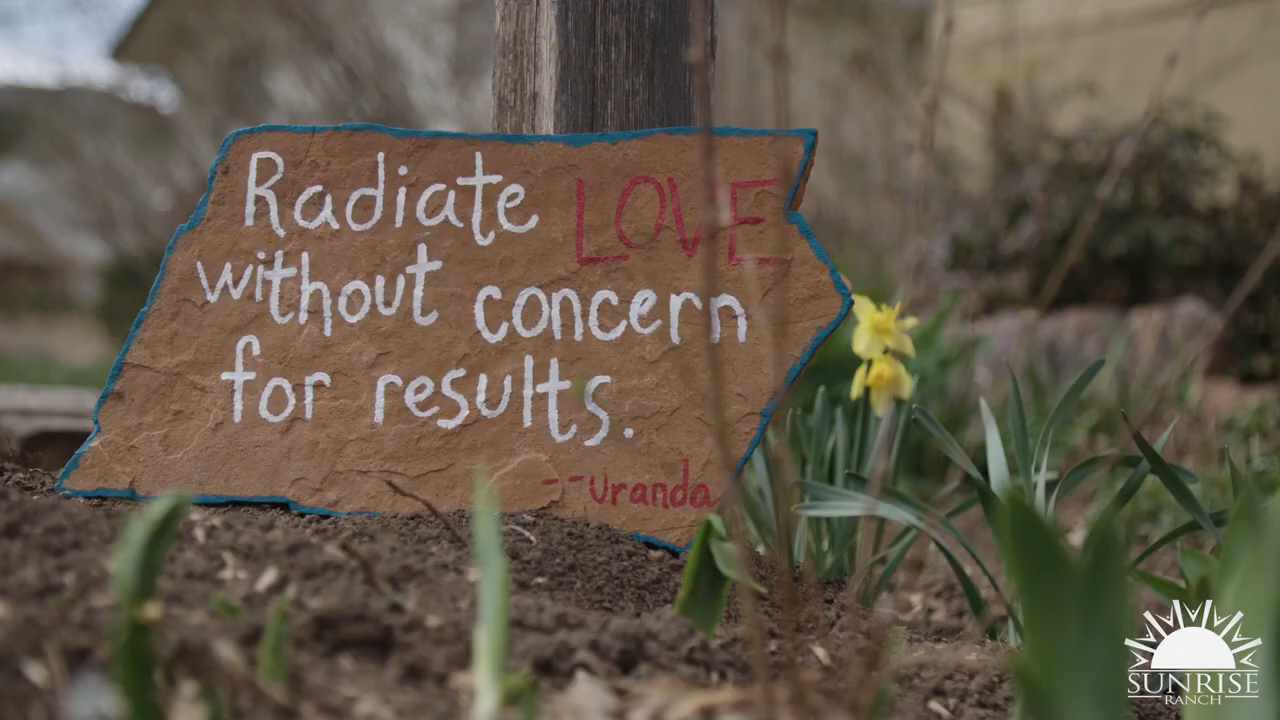 Radiate LOVE
without concern
for results.
--Uranda
SUNRISE
RANCH